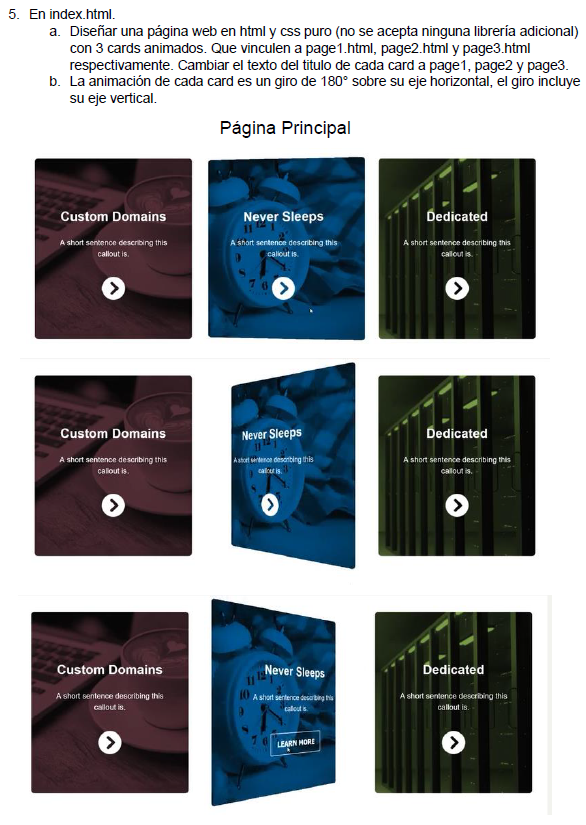 5. En index.html.
a. Diseñar una página web en html y css puro (no se acepta ninguna librería adicional)
con 3 cards animados. Que vinculen a page1.html, page2.html y page3.html
respectivamente. Cambiar el texto del titulo de cada card a page1, page2 y page3.
b. La animación de cada card es un giro de 180° sobre su eje horizontal, el giro incluye
su eje vertical.
Página Principal
Custom Domains
A short sentence describing this
callout is.
Never Sleeps
A short sentence describing this
callout is.
Dedicated
A short sentence describing this
callout is.
Custom Domains
A short sentence describing this
callout is.
Never Sleeps
A short sentence describing this
callout is.
Dedicated
A short sentence describing this
callout is.
Custom Domains
A short sentence describing this
callout is.
Never Sleeps
A short sentence describing this
callout is.
LEARN MORE
Dedicated
A short sentence describing this
callout is.